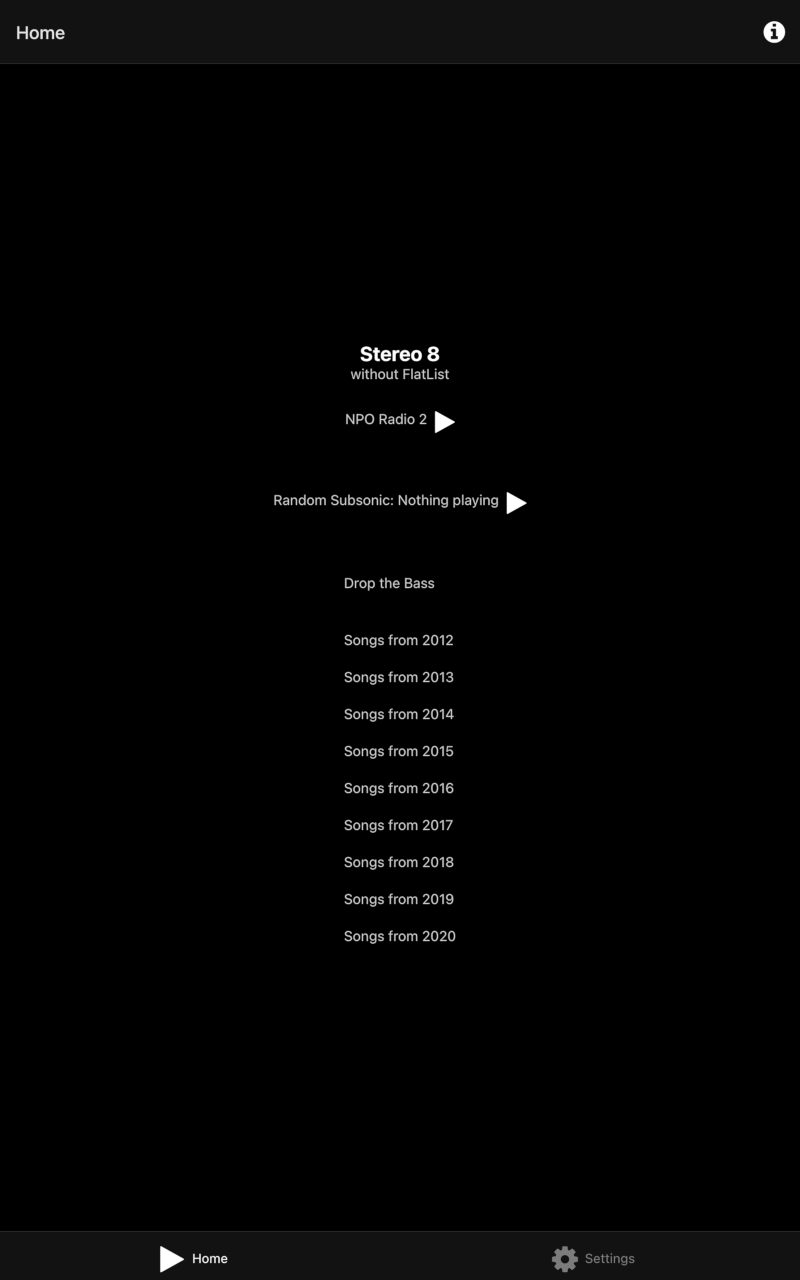 Home
Stereo 8
without FlatList
NPO Radio 2
Random Subsonic: Nothing playing
Drop the Bass
Songs from 2012
Songs from 2013
Songs from 2014
Songs from 2015
Songs from 2016
Songs from 2017
Songs from 2018
Songs from 2019
Songs from 2020
Home
Settings